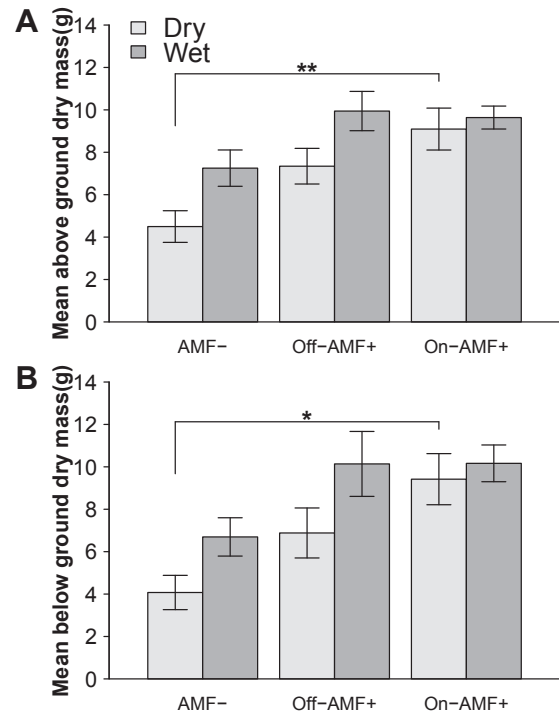 A
Mean above ground dry mass(g)
14
12
10
8
6
4
2
0
Dry
Wet
**
AMF−
Off−AMF+
On−AMF+
B
Mean below ground dry mass(g)
14
12
10
8
6
4
2
0
*
AMF−
Off−AMF+
On−AMF+